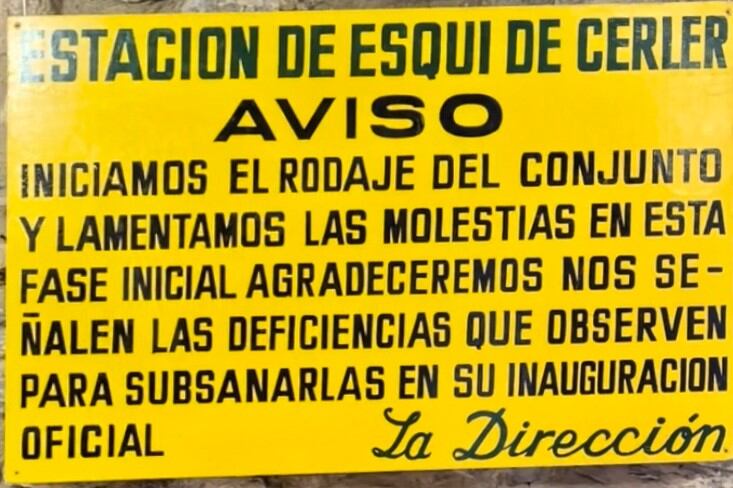 ESTACION DE ESQUI DE CERLER
AVISO
INICIAMOS EL RODAJE DEL CONJUNTO
Y LAMENTAMOS LAS MOLESTIAS EN ESTA
FASE INICIAL AGRADECEREMOS NOS SE-
ÑALEN LAS DEFICIENCIAS QUE OBSERVEN
PARA SUBSANARLAS EN SU INAUGURACION
OFICIAL La Dirección